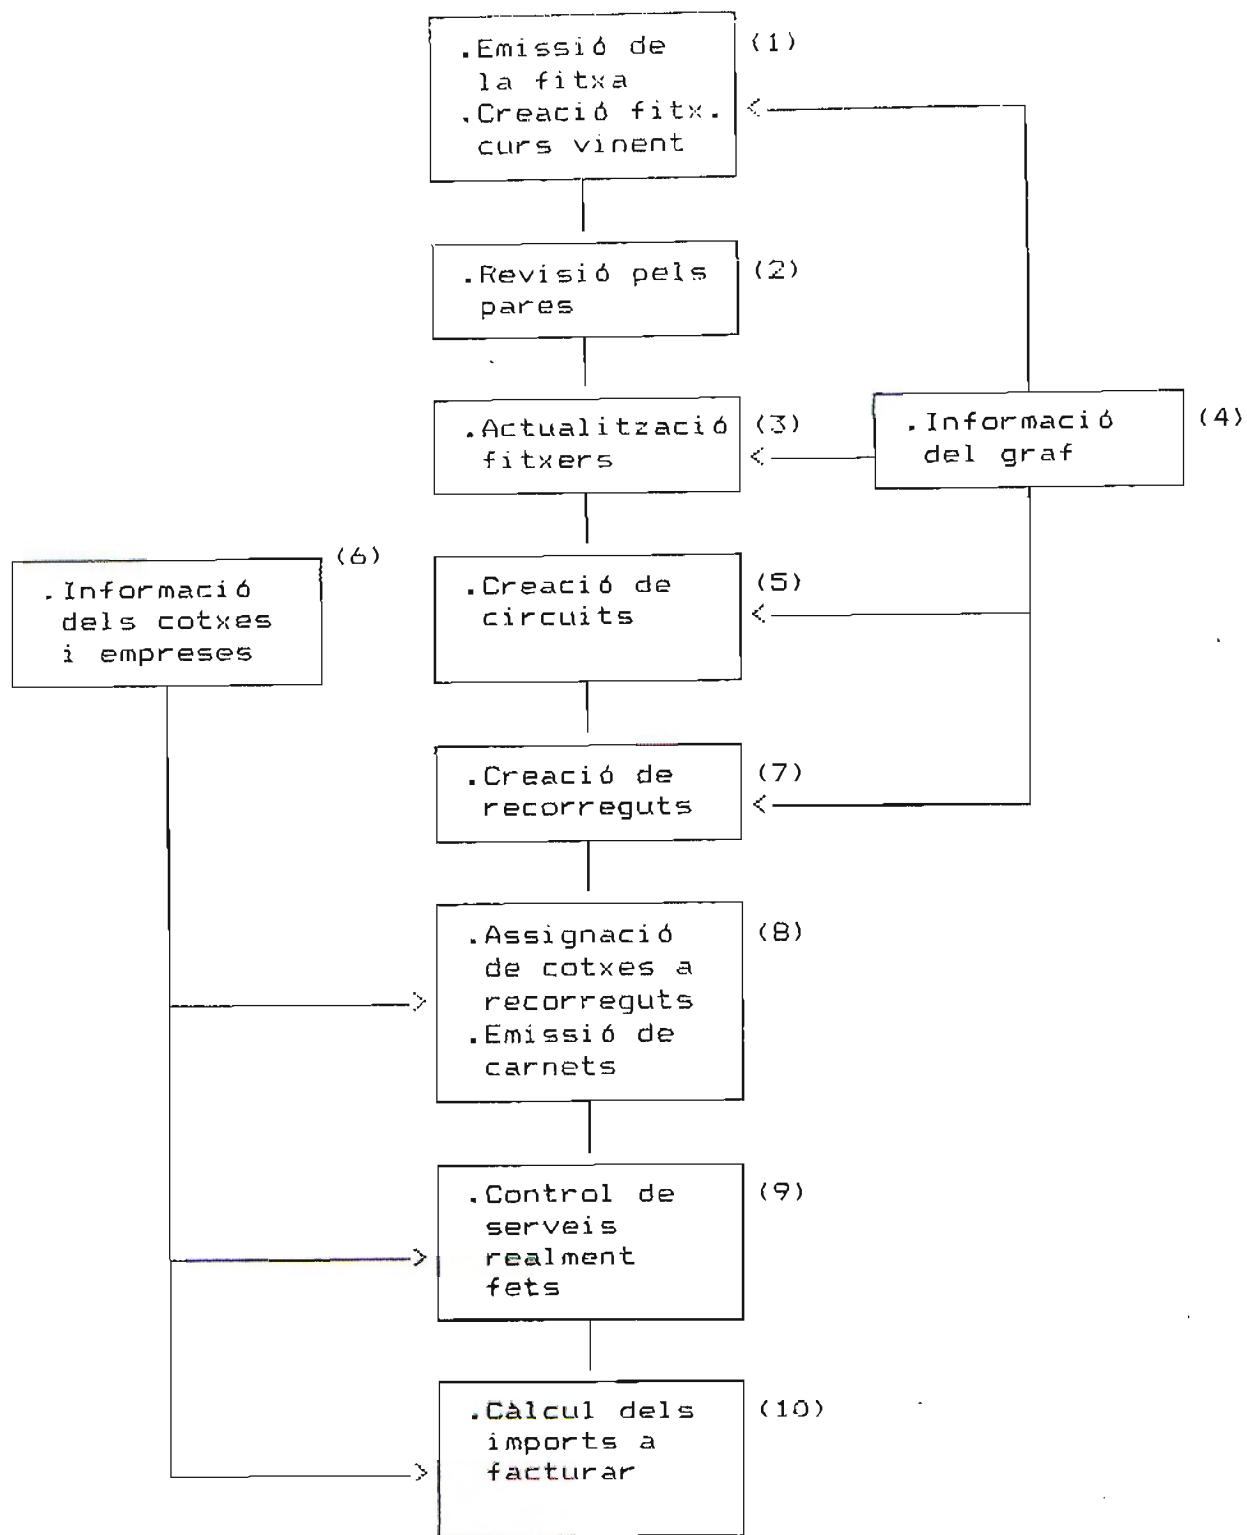 .Emissió de
la fitxa
.Creació fitx.
curs vinent
(1)
.Revisió pels
pares
(2)
.Actualització
fitxers
(3)
.Informació
del graf
(4)
.Creació de
circuits
(5)
.Informació
dels cotxes
i empreses
(6)
.Creació de
recorreguts
(7)
.Assignació
de cotxes a
recorreguts
.Emissió de
carnets
(8)
.Control de
serveis
realment
fets
(9)
.Càlcul dels
imports a
facturar
(10)